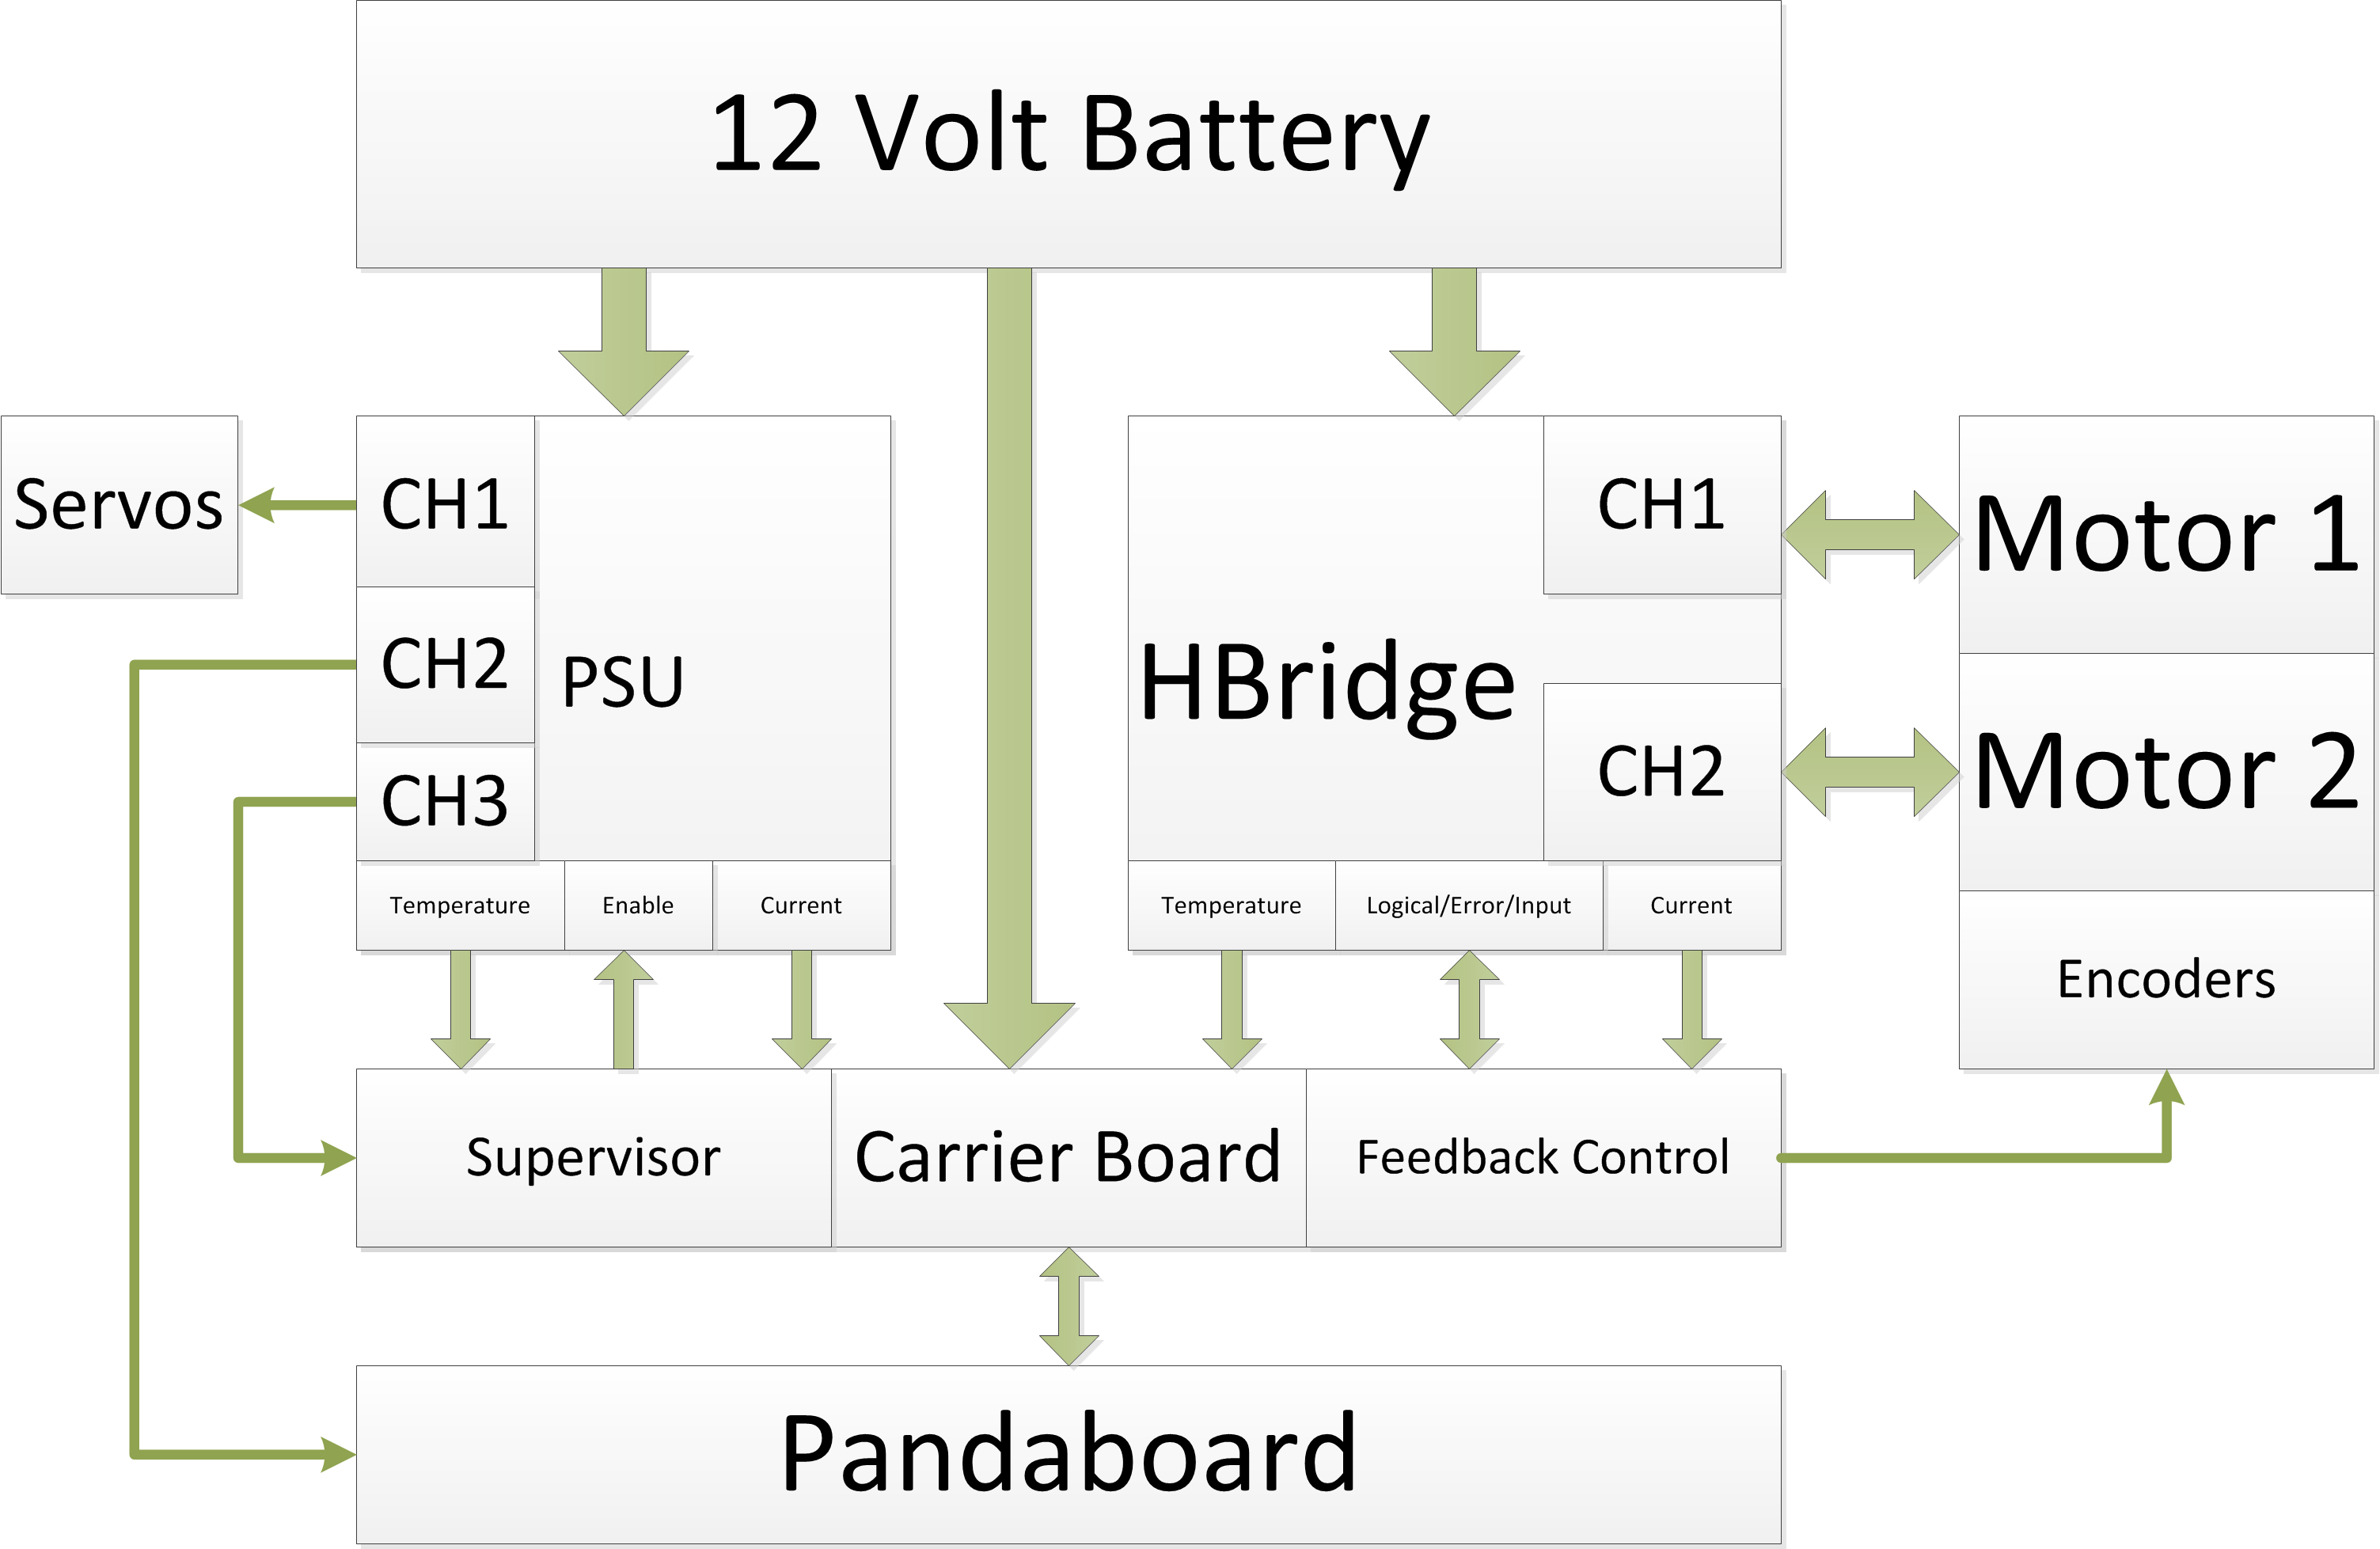 12 Volt Battery
Servos
CH1
CH2
CH3
PSU
Temperature
Enable
Current
HBridge
CH1
CH2
Temperature
Logical/Error/Input
Current
Motor 1
Motor 2
Encoders
Supervisor
Carrier Board
Feedback Control
Pandaboard